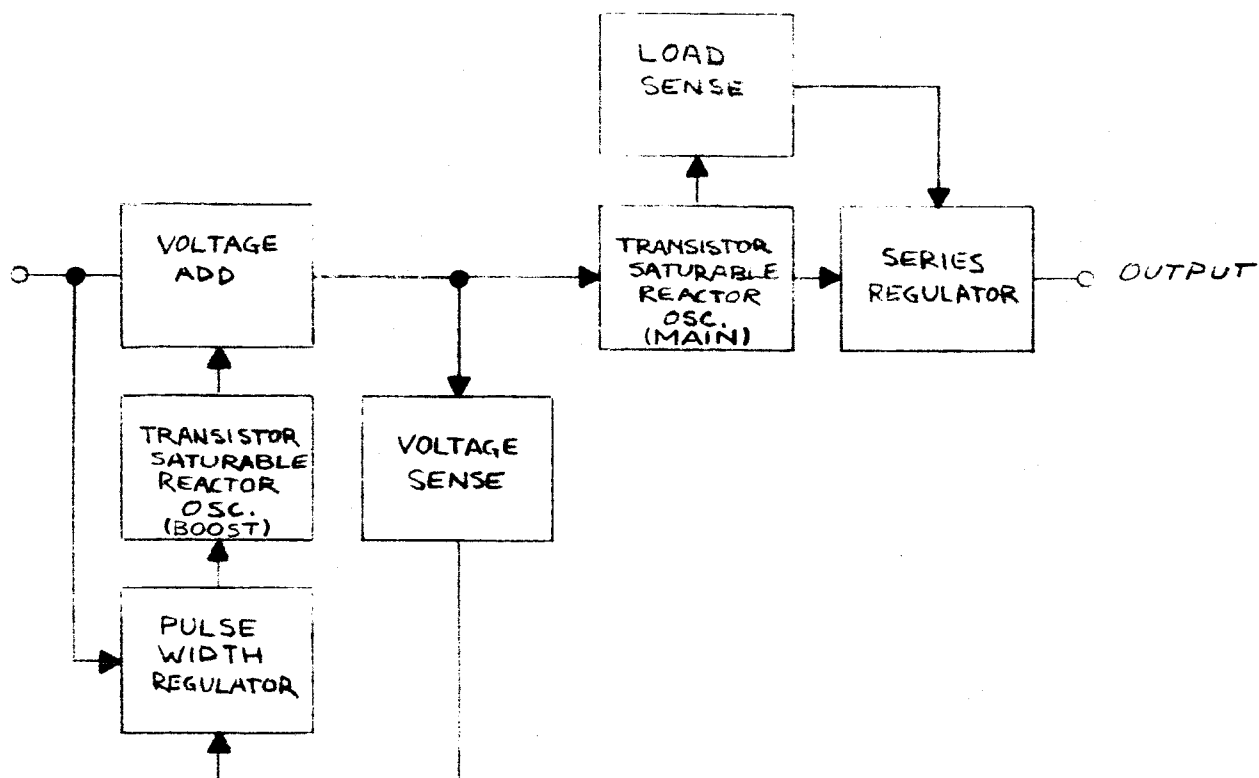 LOAD
SENSE
VOLTAGE
ADD
TRANSISTOR
SATURABLE
REACTOR
OSC.
(MAIN)
SERIES
REGULATOR
OUTPUT
TRANSISTOR
SATURABLE
REACTOR
OSC.
(BOOST)
VOLTAGE
SENSE
PULSE
WIDTH
REGULATOR